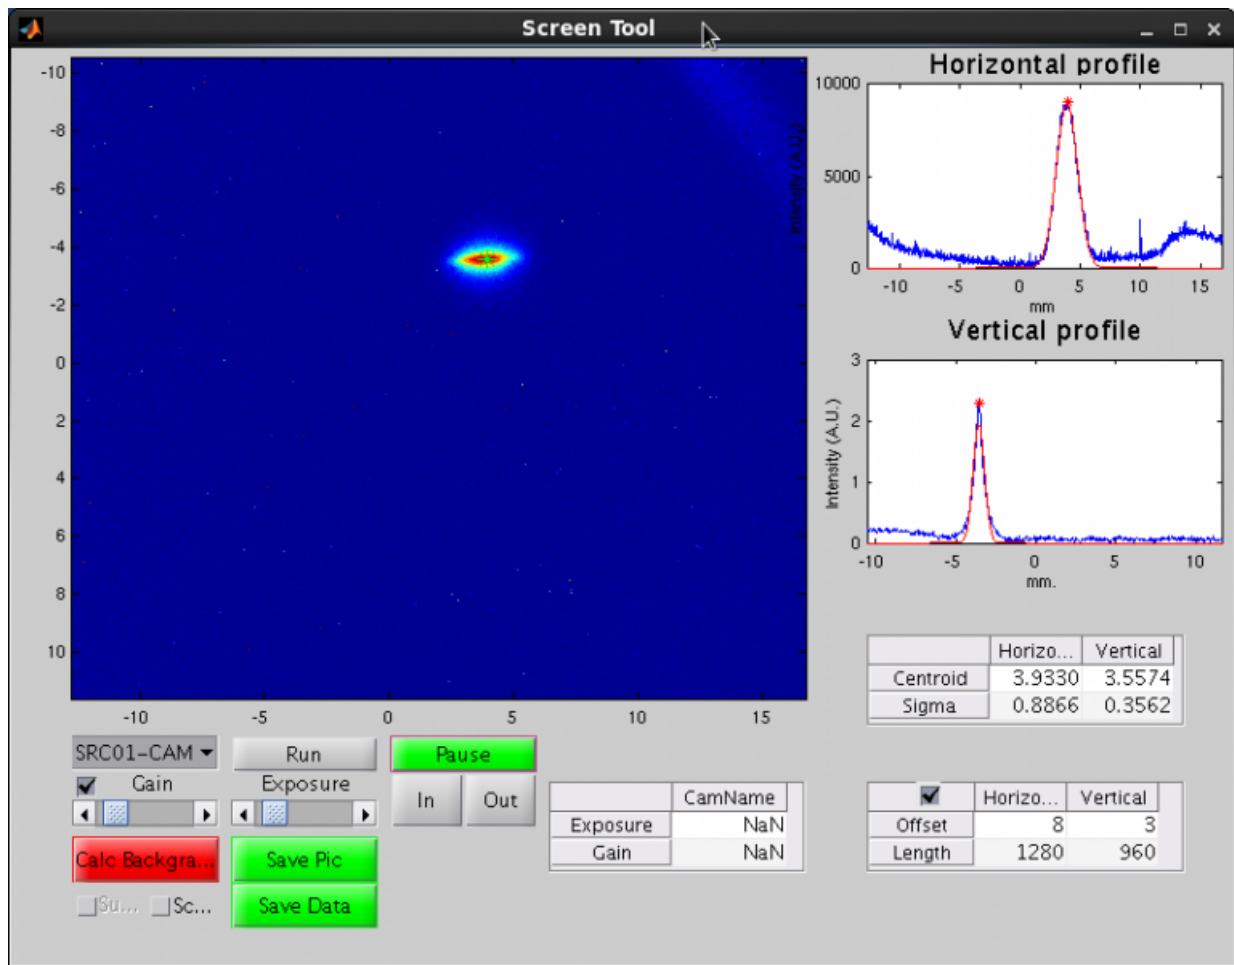 Screen Tool
-10
-8
-6
-4
-2
0
2
4
6
8
10
-10 -5 0 5 10 15
Horizontal profile
10000
5000
0
Intensity (A.U.)
-10 -5 0 5 10 15
mm
Vertical profile
3
2
1
0
Intensity (A.U.)
-10 -5 0 5 10
mm.
Horizo... Vertical
Centroid 3.9330 3.5574
Sigma 0.8866 0.3562
SRC01-CAM Run Pause
Gain Exposure In Out
Calc Backgra... Save Pic
Su... Sc... Save Data
CamName
Exposure NaN
Gain NaN
Horizo... Vertical
Offset 8 3
Length 1280 960